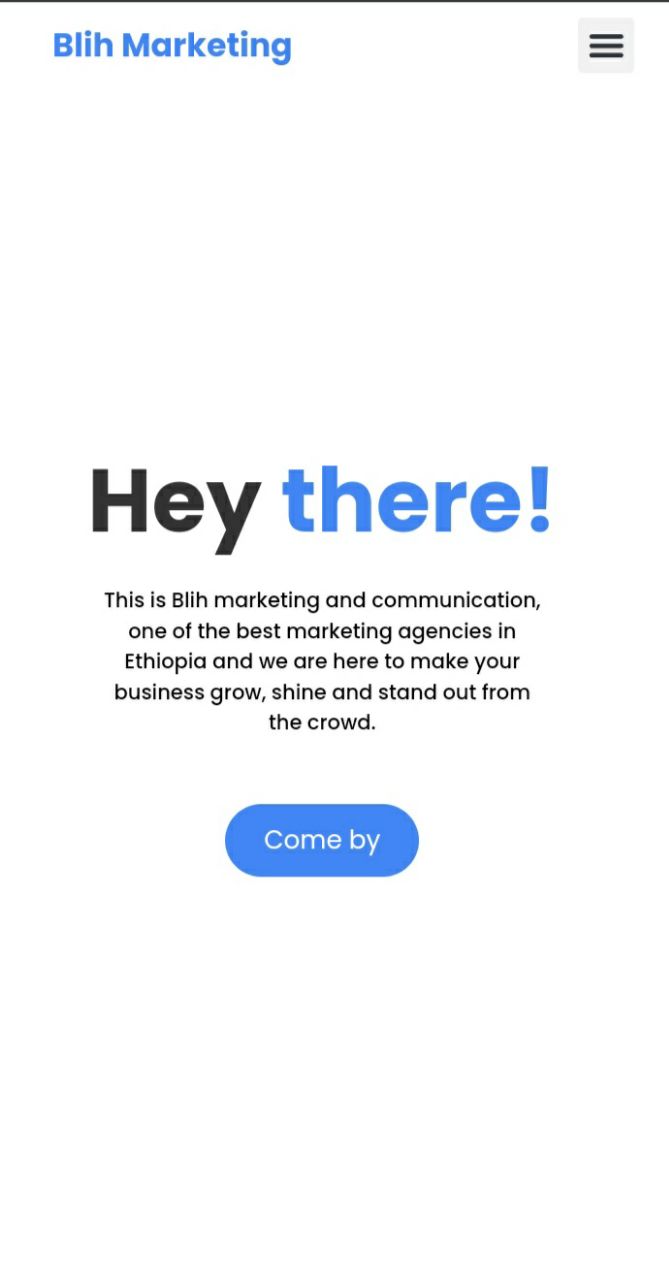 Blih Marketing
Hey there!
This is Blih marketing and communication,
one of the best marketing agencies in
Ethiopia and we are here to make your
business grow, shine and stand out from
the crowd.
Come by